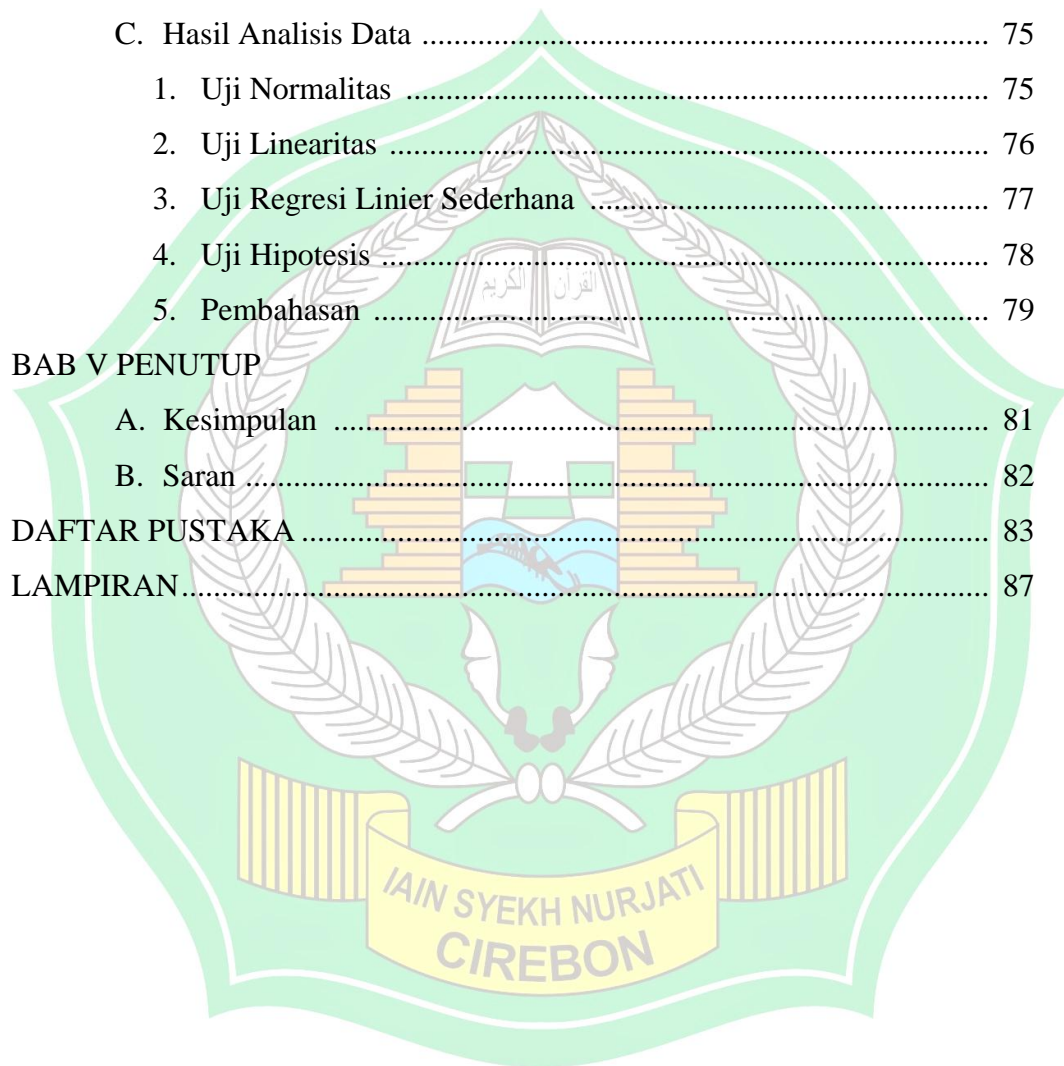 C. Hasil Analisis Data ........................................................................ 75
1. Uji Normalitas .......................................................................... 75
2. Uji Linearitas ............................................................................ 76
3. Uji Regresi Linier Sederhana ................................................... 77
4. Uji Hipotesis ............................................................................. 78
5. Pembahasan .............................................................................. 79
BAB V PENUTUP
A. Kesimpulan ................................................................................... 81
B. Saran .............................................................................................. 82
DAFTAR PUSTAKA ....................................................................................... 83
LAMPIRAN...................................................................................................... 87
القرآن الكريم
IAIN SYEKH NURJATI
CIREBON